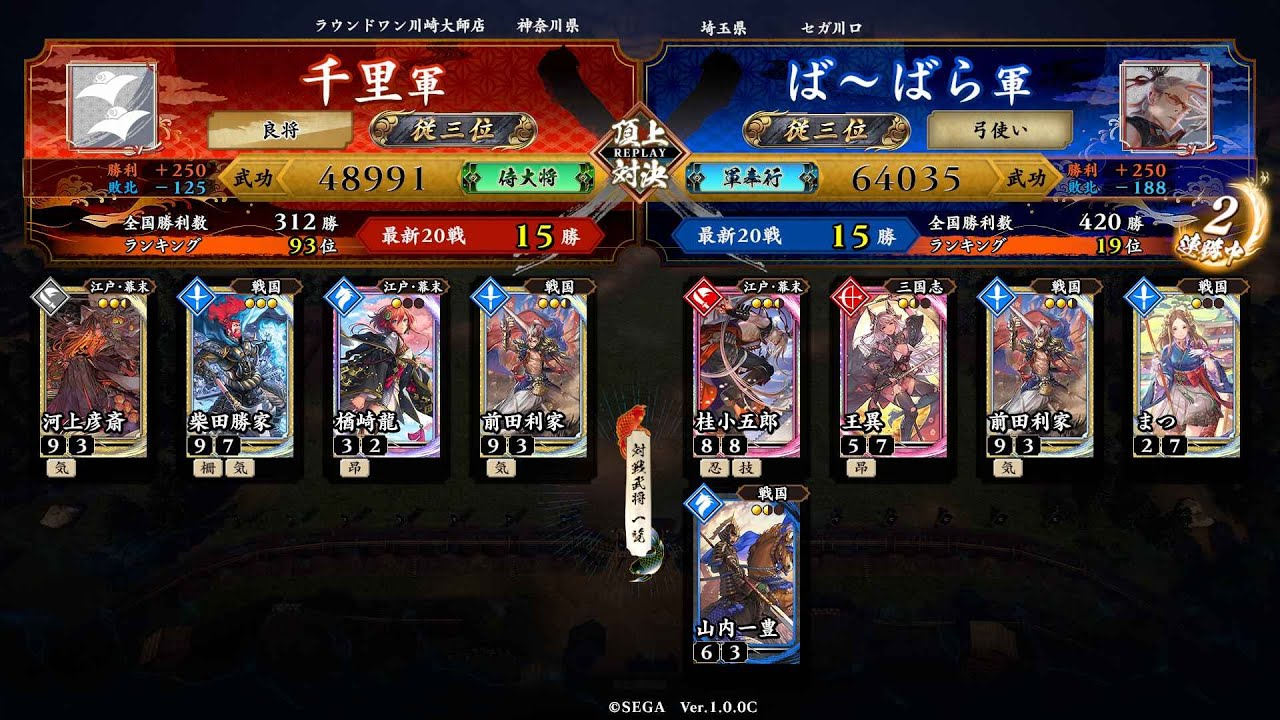 ラウンドワン川崎大師店 神奈川県
埼玉県 セガ川口
千里軍
ば～ばら軍
良将
従三位
従三位
弓使い
頂上
REPLAY
対決
勝利 +250
敗北 -125
武功 48991
侍大将
軍奉行
64035 武功
勝利 +250
敗北 -188
全国勝利数 312勝
ランキング 93位
最新20戦 15勝
最新20戦 15勝
全国勝利数 420勝
ランキング 19位
2
連勝中
江戸・幕末
河上彦斎
9 3
気
戦国
柴田勝家
9 7
柵 気
江戸・幕末
楢崎龍
3 2
昂
戦国
前田利家
9 3
気
対戦武将一覧
江戸・幕末
桂小五郎
8 8
忍 技
三国志
王異
5 7
昂
戦国
前田利家
9 3
気
戦国
まつ
2 7
戦国
山内一豊
6 3
©SEGA Ver.1.0.0C